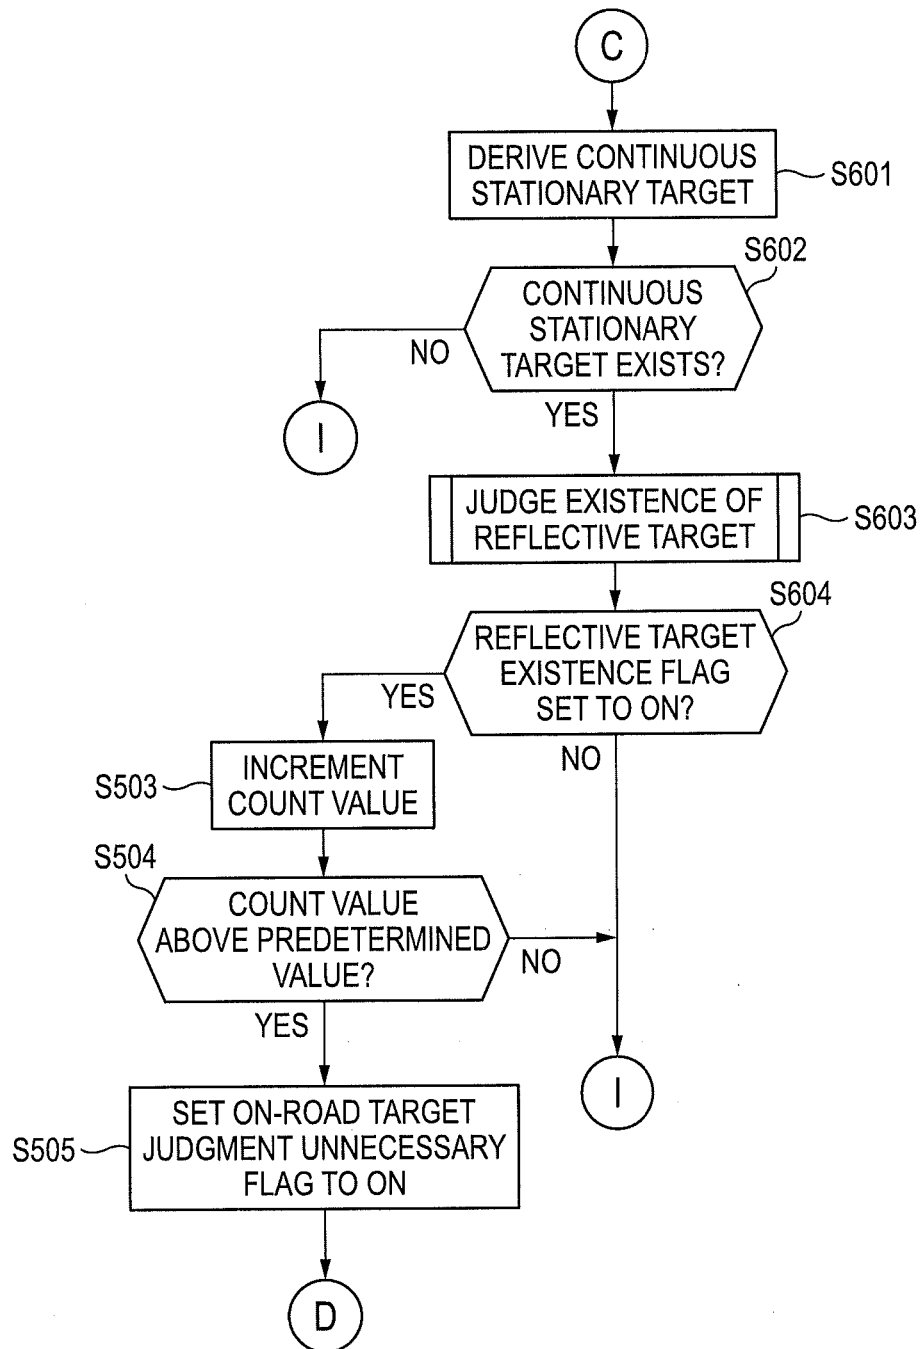 C
DERIVE CONTINUOUS
STATIONARY TARGET
S601
S602
CONTINUOUS
STATIONARY
TARGET EXISTS?
NO
YES
I
JUDGE EXISTENCE OF
REFLECTIVE TARGET
S603
S604
REFLECTIVE TARGET
EXISTENCE FLAG
SET TO ON?
YES
NO
S503
INCREMENT
COUNT VALUE
S504
COUNT VALUE
ABOVE PREDETERMINED
VALUE?
NO
YES
I
S505
SET ON-ROAD TARGET
JUDGMENT UNNECESSARY
FLAG TO ON
D